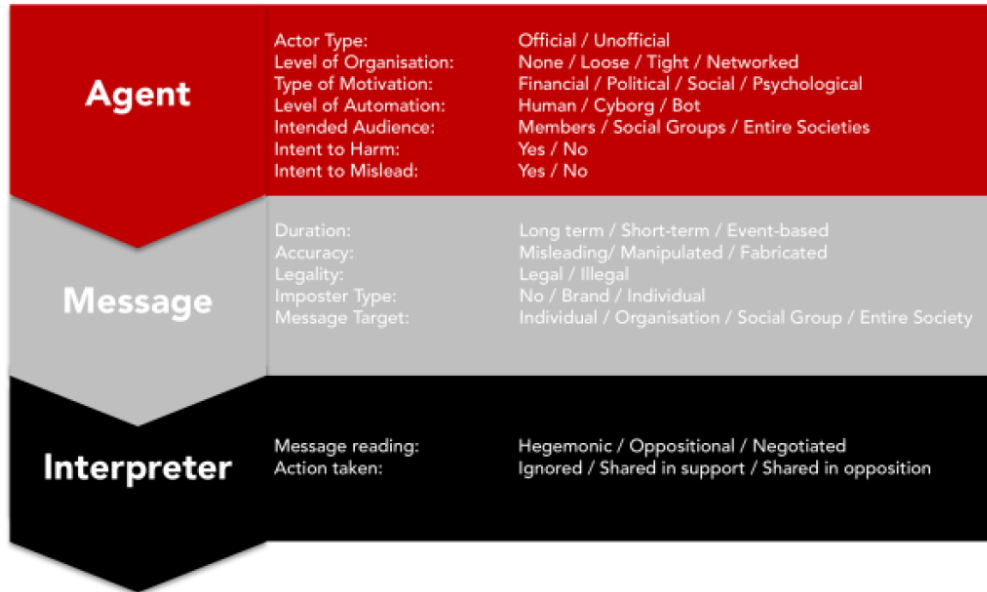 Agent
Actor Type: Official / Unofficial
Level of Organisation: None / Loose / Tight / Networked
Type of Motivation: Financial / Political / Social / Psychological
Level of Automation: Human / Cyborg / Bot
Intended Audience: Members / Social Groups / Entire Societies
Intent to Harm: Yes / No
Intent to Mislead: Yes / No
Message
Duration: Long term / Short-term / Event-based
Accuracy: Misleading/ Manipulated / Fabricated
Legality: Legal / Illegal
Imposter Type: No / Brand / Individual
Message Target: Individual / Organisation / Social Group / Entire Society
Interpreter
Message reading: Hegemonic / Oppositional / Negotiated
Action taken: Ignored / Shared in support / Shared in opposition